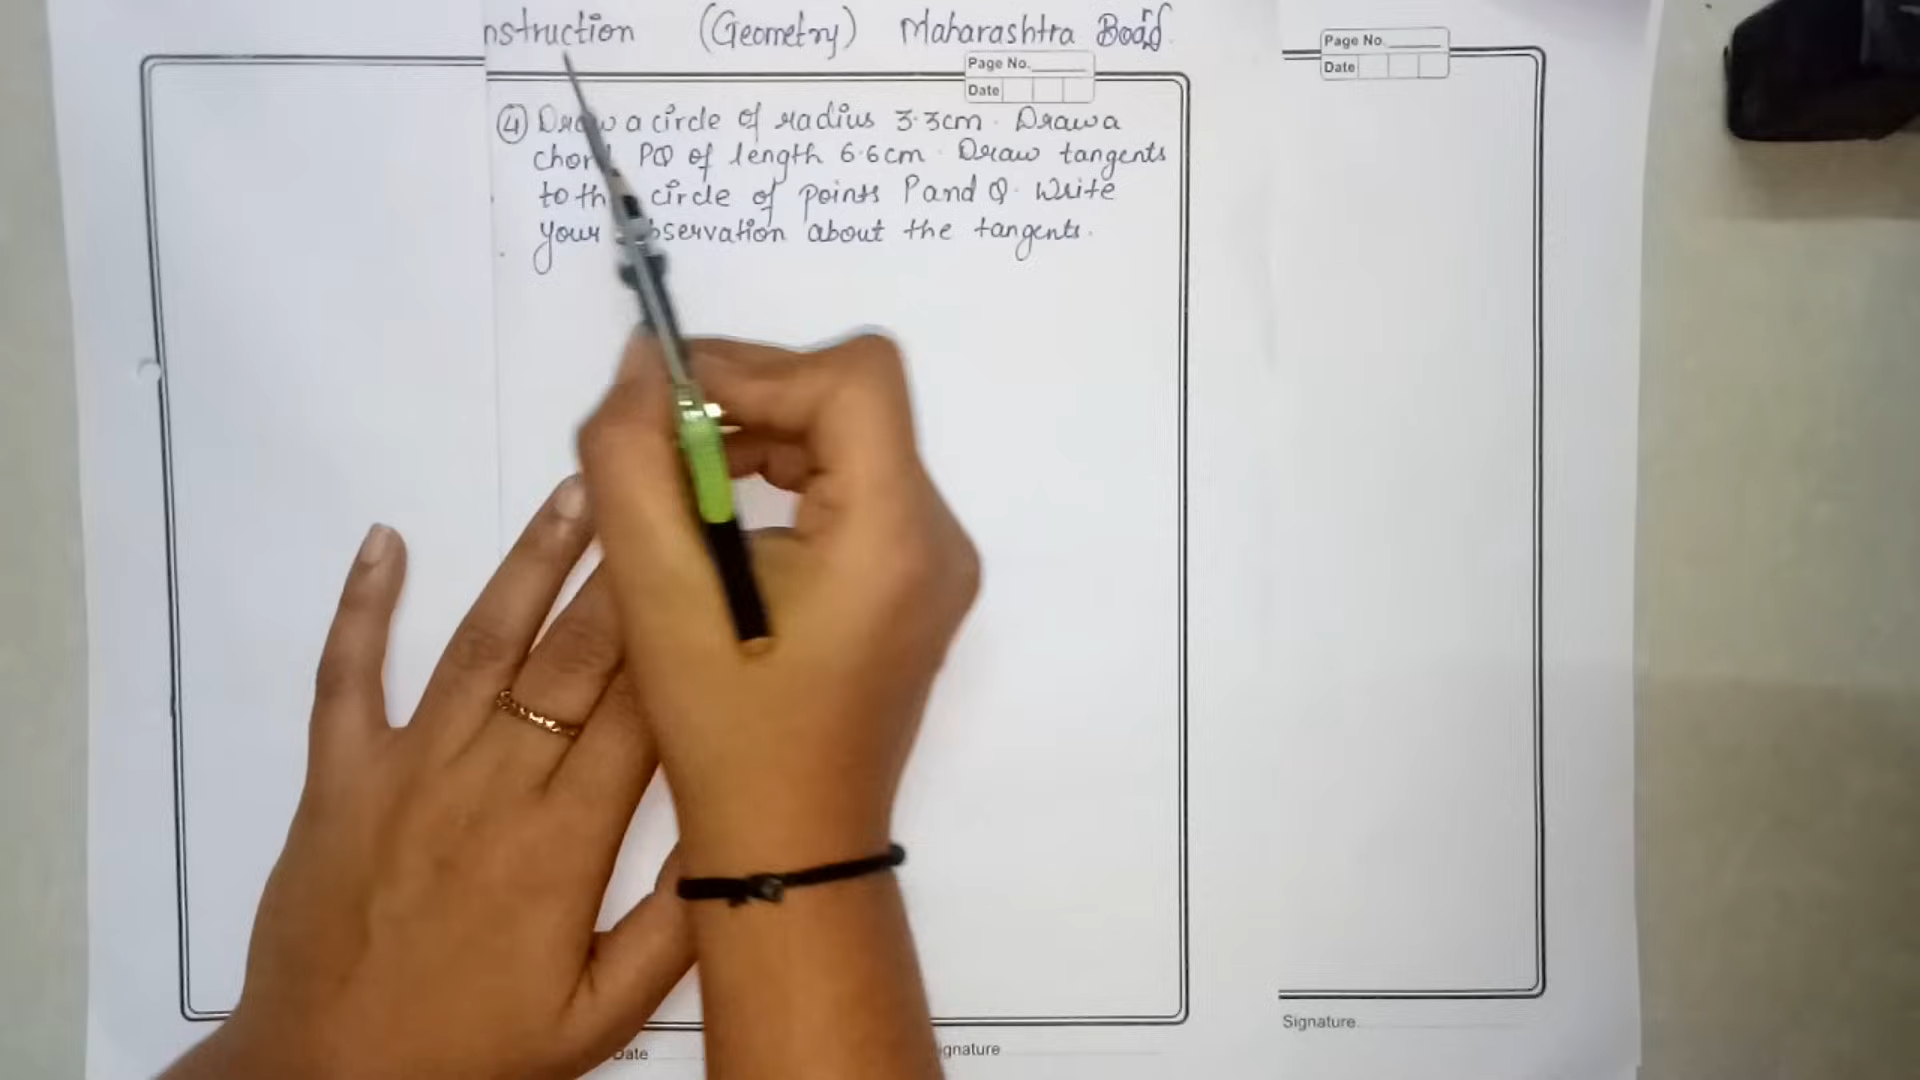 nstruction (Geometry) Maharashtra Board.
Page No.
Date
Page No.
Date
④ Draw a circle of radius 3.3cm. Draw a
chord PQ of length 6.6cm. Draw tangents
to the circle of points P and Q. Write
your observation about the tangents.
Signature
Date
gnature